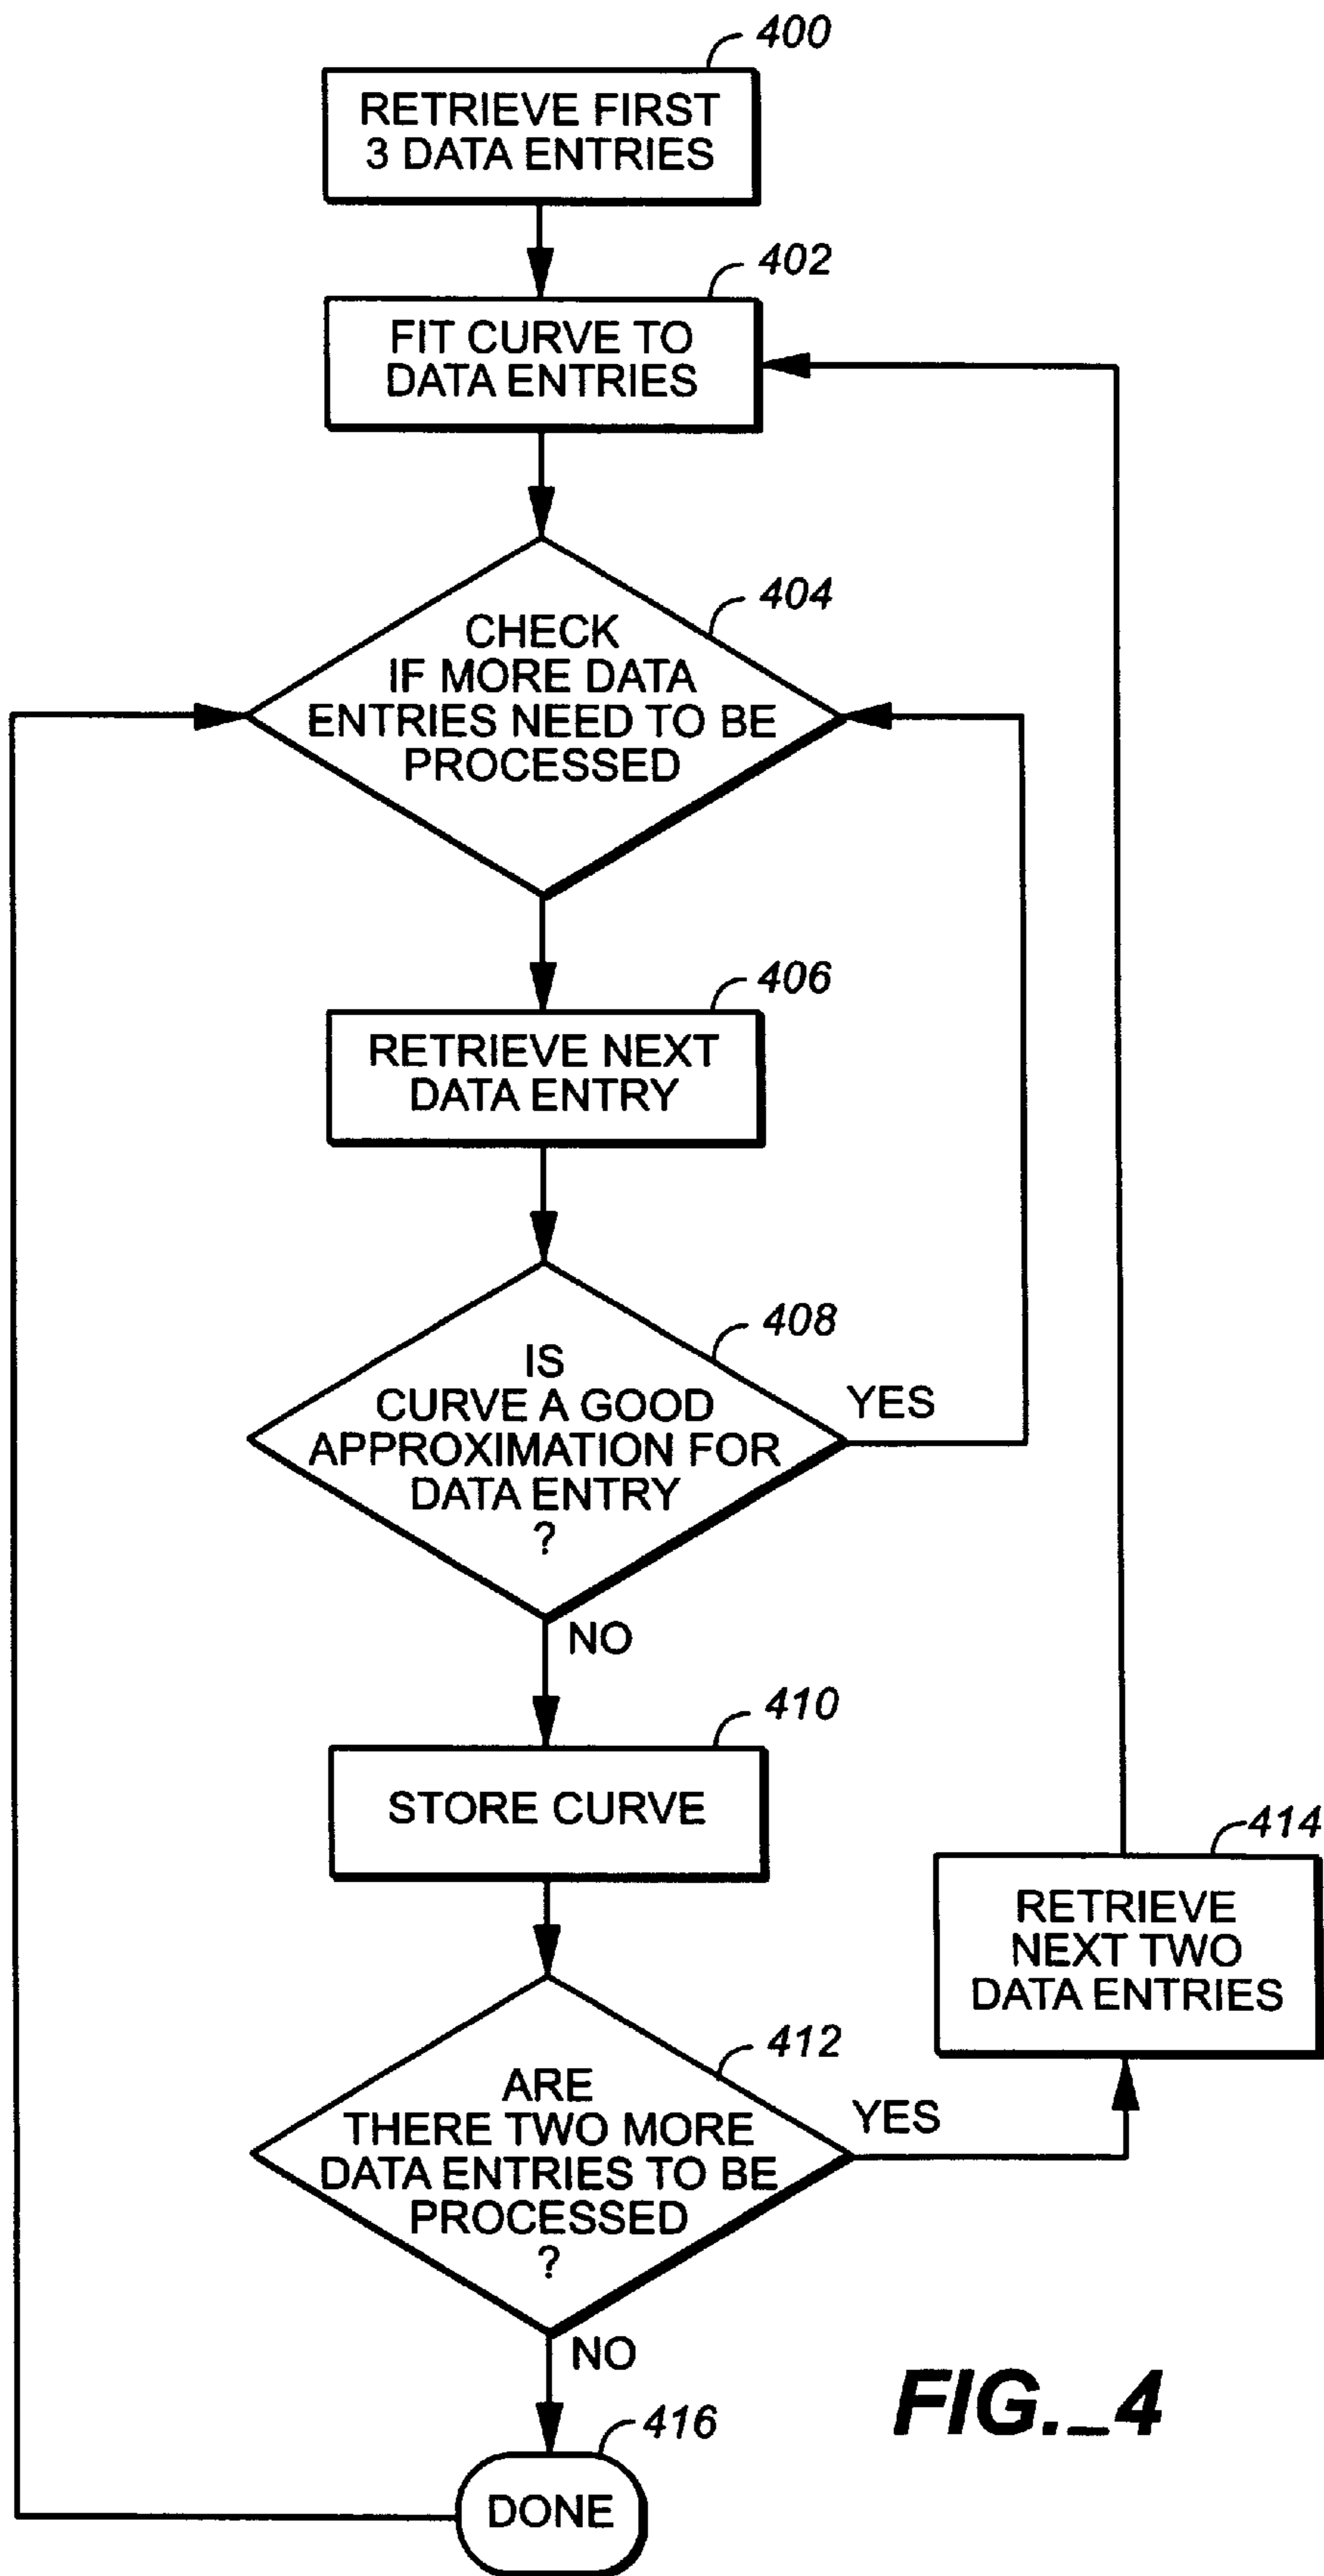 400
RETRIEVE FIRST
3 DATA ENTRIES
402
FIT CURVE TO
DATA ENTRIES
404
CHECK
IF MORE DATA
ENTRIES NEED TO BE
PROCESSED
406
RETRIEVE NEXT
DATA ENTRY
408
IS
CURVE A GOOD
APPROXIMATION FOR
DATA ENTRY
?
YES
NO
410
STORE CURVE
414
RETRIEVE
NEXT TWO
DATA ENTRIES
412
ARE
THERE TWO MORE
DATA ENTRIES TO BE
PROCESSED
?
YES
NO
416
DONE
FIG._4